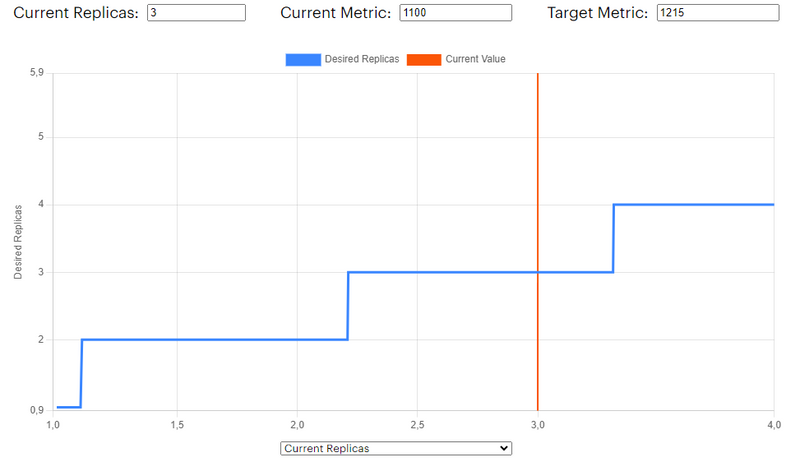 Current Replicas: 3 Current Metric: 1100 Target Metric: 1215
Desired Replicas Current Value
5,9
5
4
3
2
0,9
Desired Replicas
1,0 1,5 2,0 2,5 3,0 4,0
Current Replicas